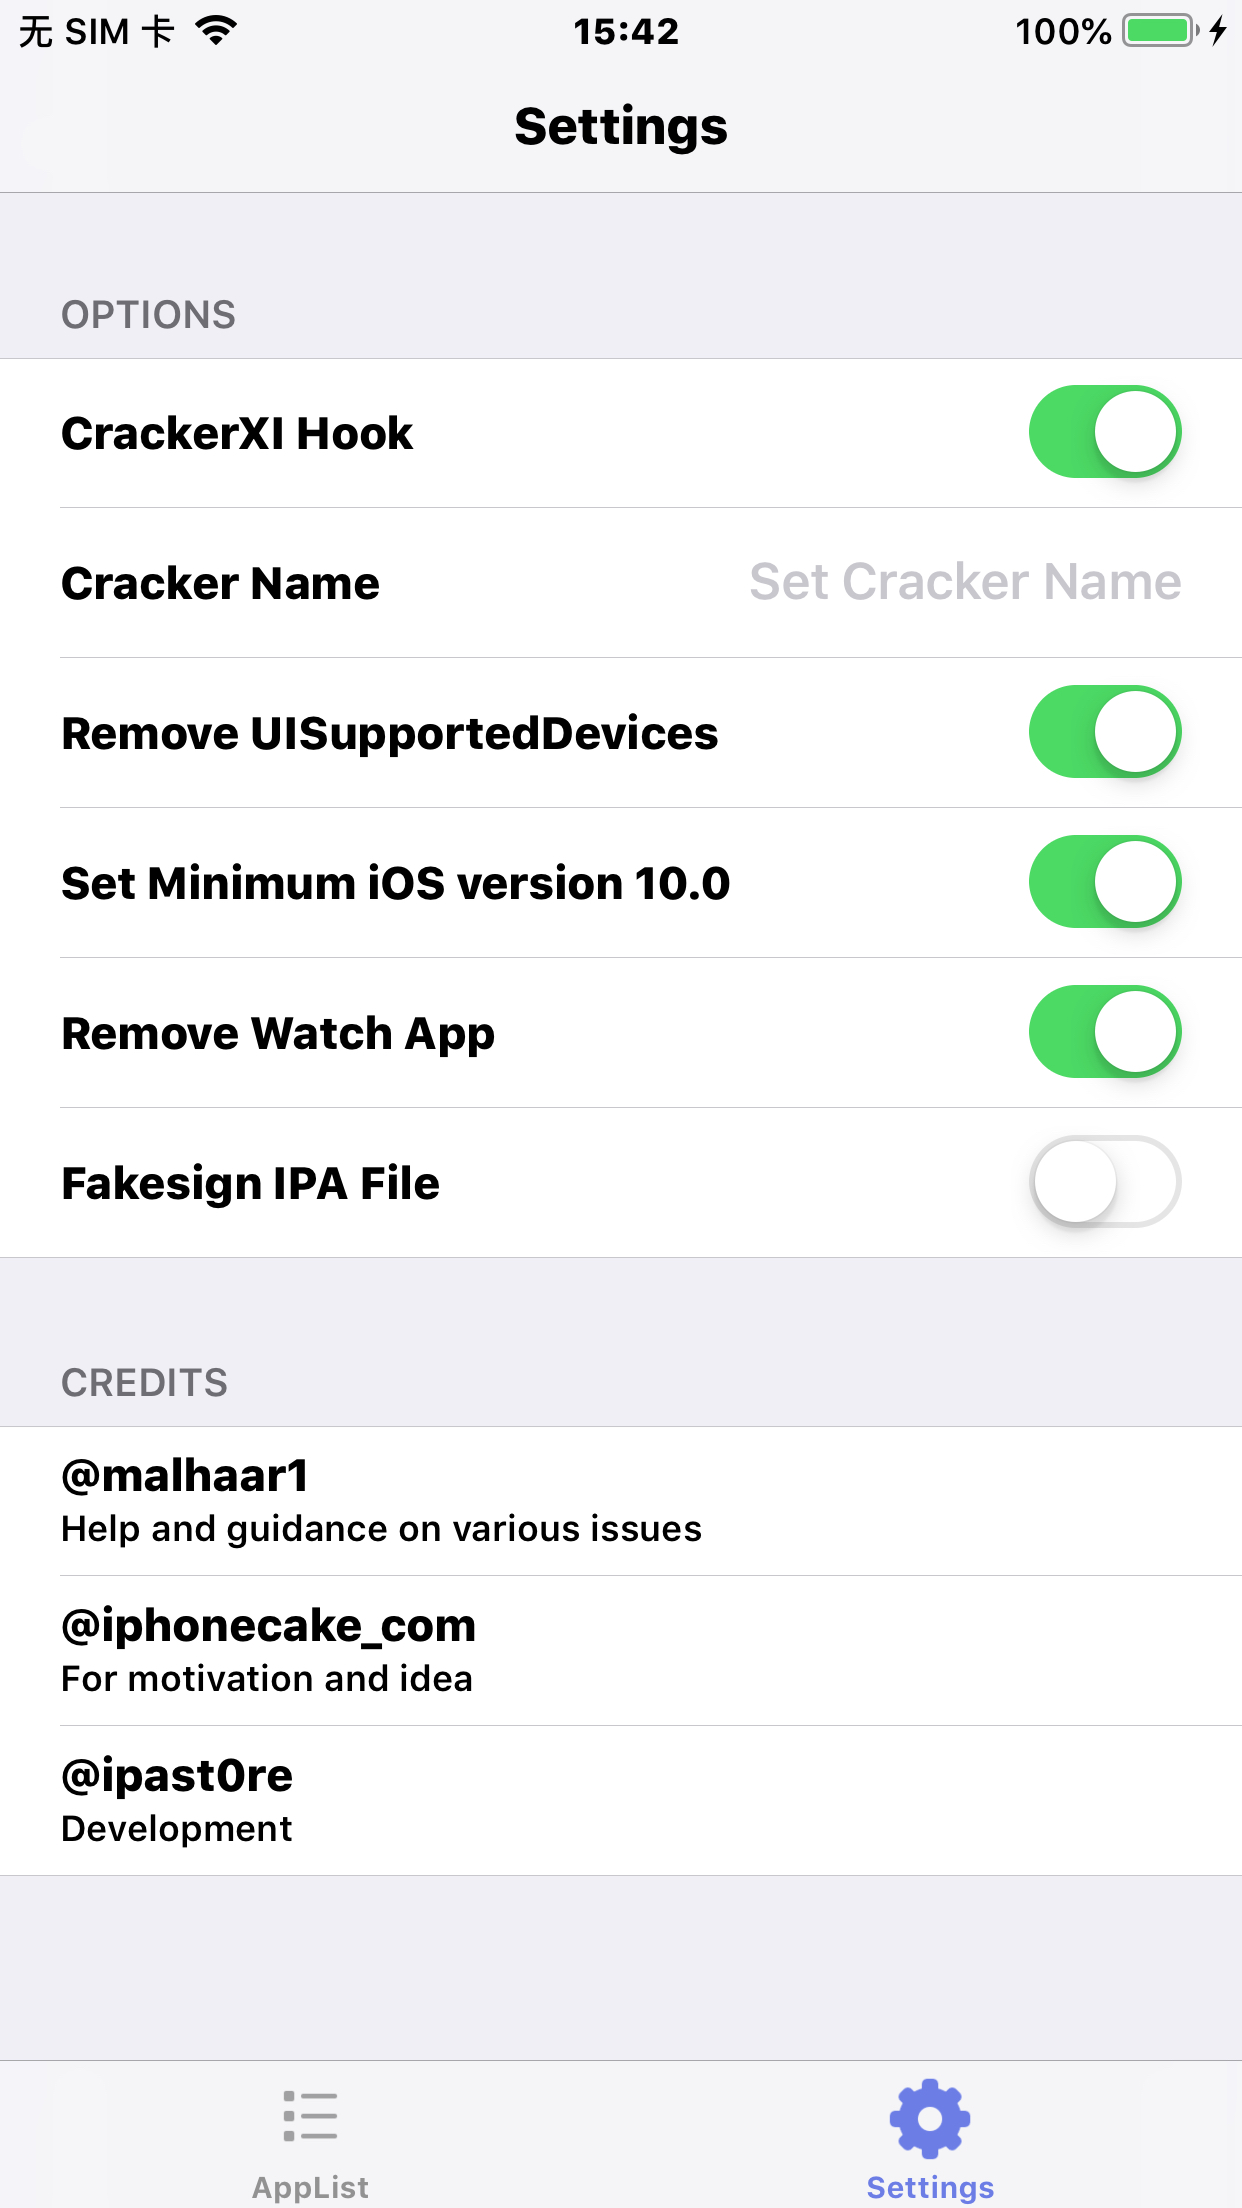 无 SIM 卡 15:42 100%
Settings
OPTIONS
CrackerXI Hook
Cracker Name Set Cracker Name
Remove UISupportedDevices
Set Minimum iOS version 10.0
Remove Watch App
Fakesign IPA File
CREDITS
@malhaar1
Help and guidance on various issues
@iphonecake_com
For motivation and idea
@ipast0re
Development
AppList Settings